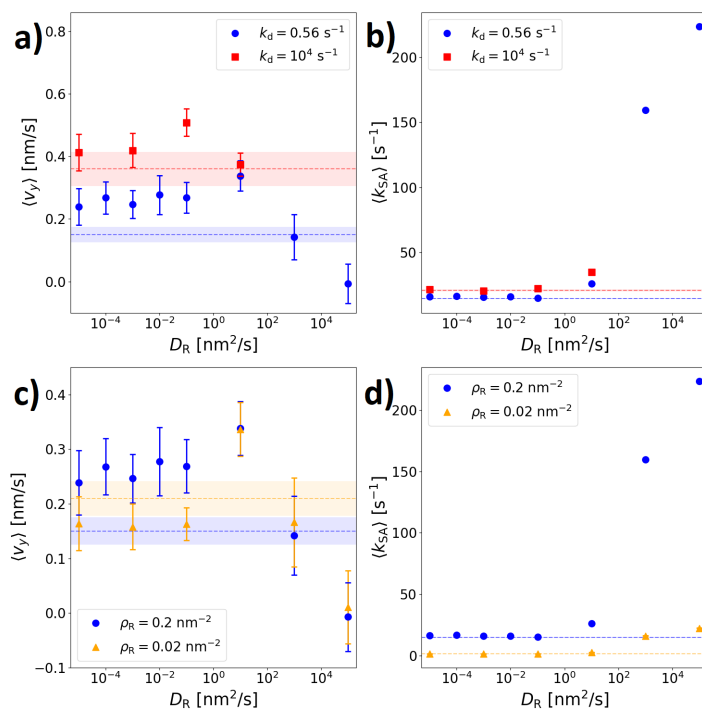 a)
k_d = 0.56 s⁻¹
k_d = 10⁴ s⁻¹
0.8
0.6
0.4
0.2
0.0
⟨v_y⟩ [nm/s]
10⁻⁴ 10⁻² 10⁰ 10² 10⁴
D_R [nm²/s]
b)
k_d = 0.56 s⁻¹
k_d = 10⁴ s⁻¹
200
150
100
50
⟨k_SA⟩ [s⁻¹]
10⁻⁴ 10⁻² 10⁰ 10² 10⁴
D_R [nm²/s]
c)
0.4
0.3
0.2
0.1
0.0
−0.1
⟨v_y⟩ [nm/s]
ρ_R = 0.2 nm⁻²
ρ_R = 0.02 nm⁻²
10⁻⁴ 10⁻² 10⁰ 10² 10⁴
D_R [nm²/s]
d)
ρ_R = 0.2 nm⁻²
ρ_R = 0.02 nm⁻²
200
150
100
50
0
⟨k_SA⟩ [s⁻¹]
10⁻⁴ 10⁻² 10⁰ 10² 10⁴
D_R [nm²/s]